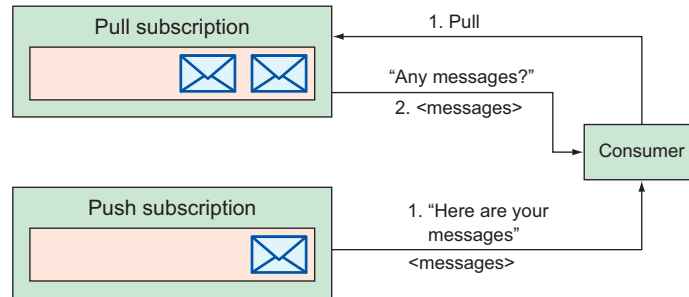 Pull subscription
1. Pull
“Any messages?”
2. <messages>
Consumer
Push subscription
1. “Here are your
messages”
<messages>